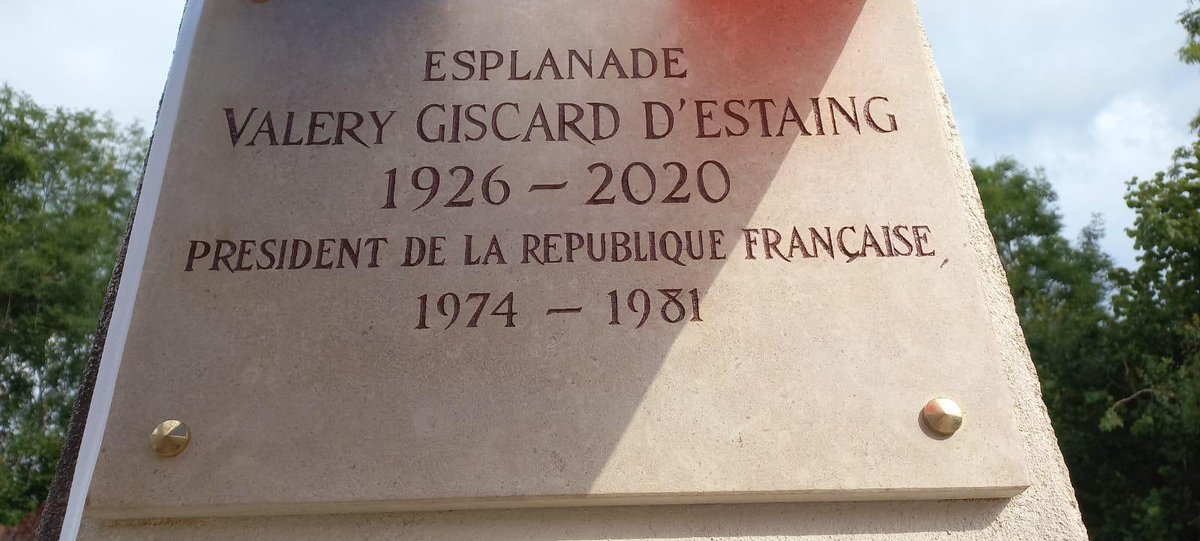 ESPLANADE
VALERY GISCARD D'ESTAING
1926 – 2020
PRESIDENT DE LA REPUBLIQUE FRANÇAISE
1974 – 1981